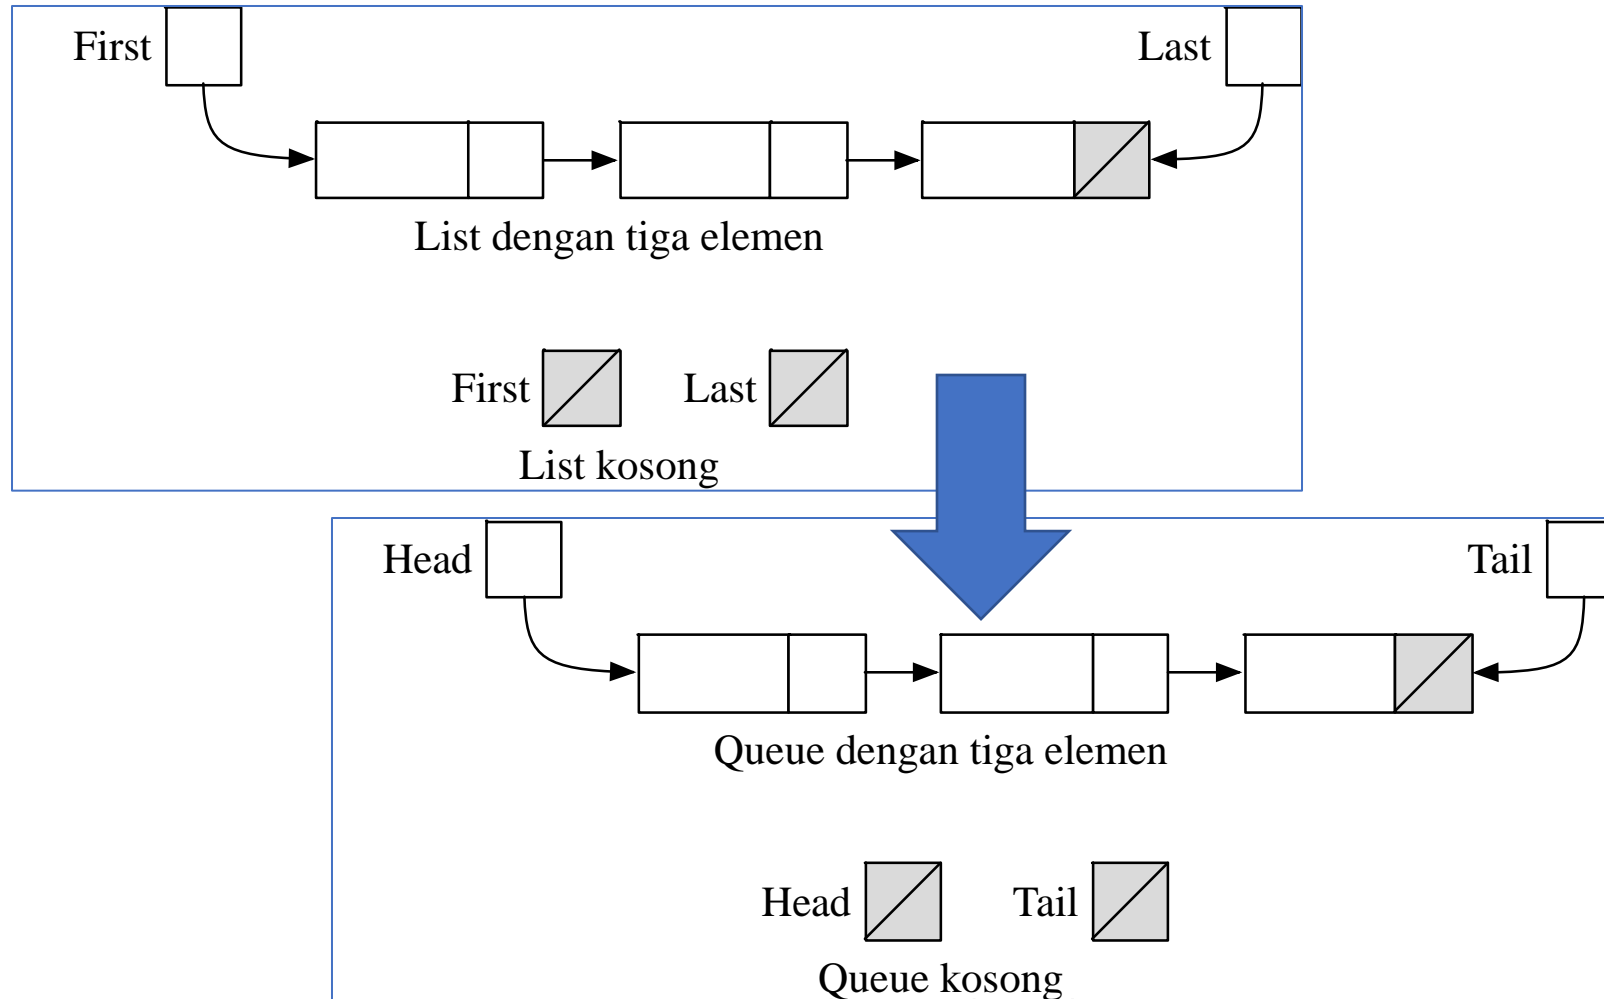 First
Last
List dengan tiga elemen
First
Last
List kosong
Head
Tail
Queue dengan tiga elemen
Head
Tail
Queue kosong